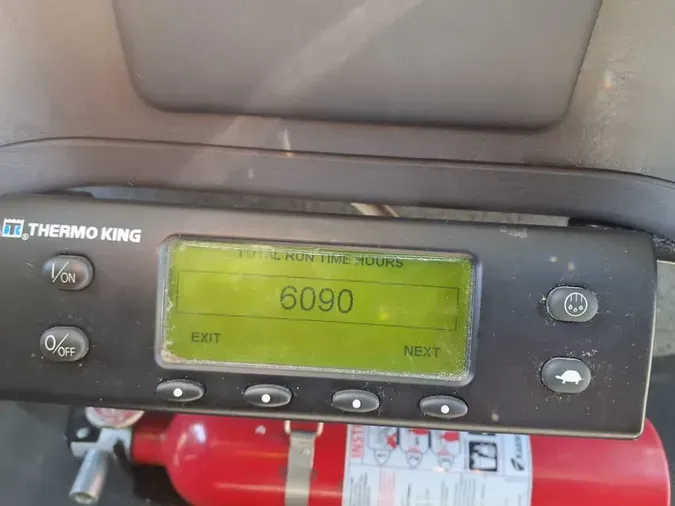 THERMO KING
TOTAL RUN TIME HOURS
I/ON
6090
O/OFF
EXIT
NEXT